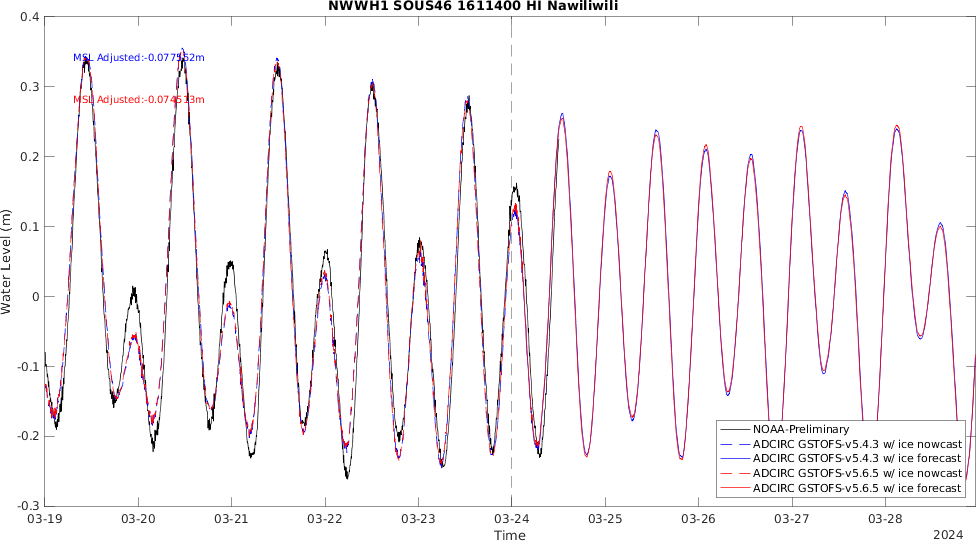 NWWH1 SOUS46 1611400 HI Nawiliwili
0.4
0.3
0.2
0.1
0
-0.1
-0.2
-0.3
Water Level (m)
MSL Adjusted:-0.077552m
MSL Adjusted:-0.074513m
NOAA-Preliminary
ADCIRC GSTOFS-v5.4.3 w/ ice nowcast
ADCIRC GSTOFS-v5.4.3 w/ ice forecast
ADCIRC GSTOFS-v5.6.5 w/ ice nowcast
ADCIRC GSTOFS-v5.6.5 w/ ice forecast
03-19 03-20 03-21 03-22 03-23 03-24 03-25 03-26 03-27 03-28
Time
2024